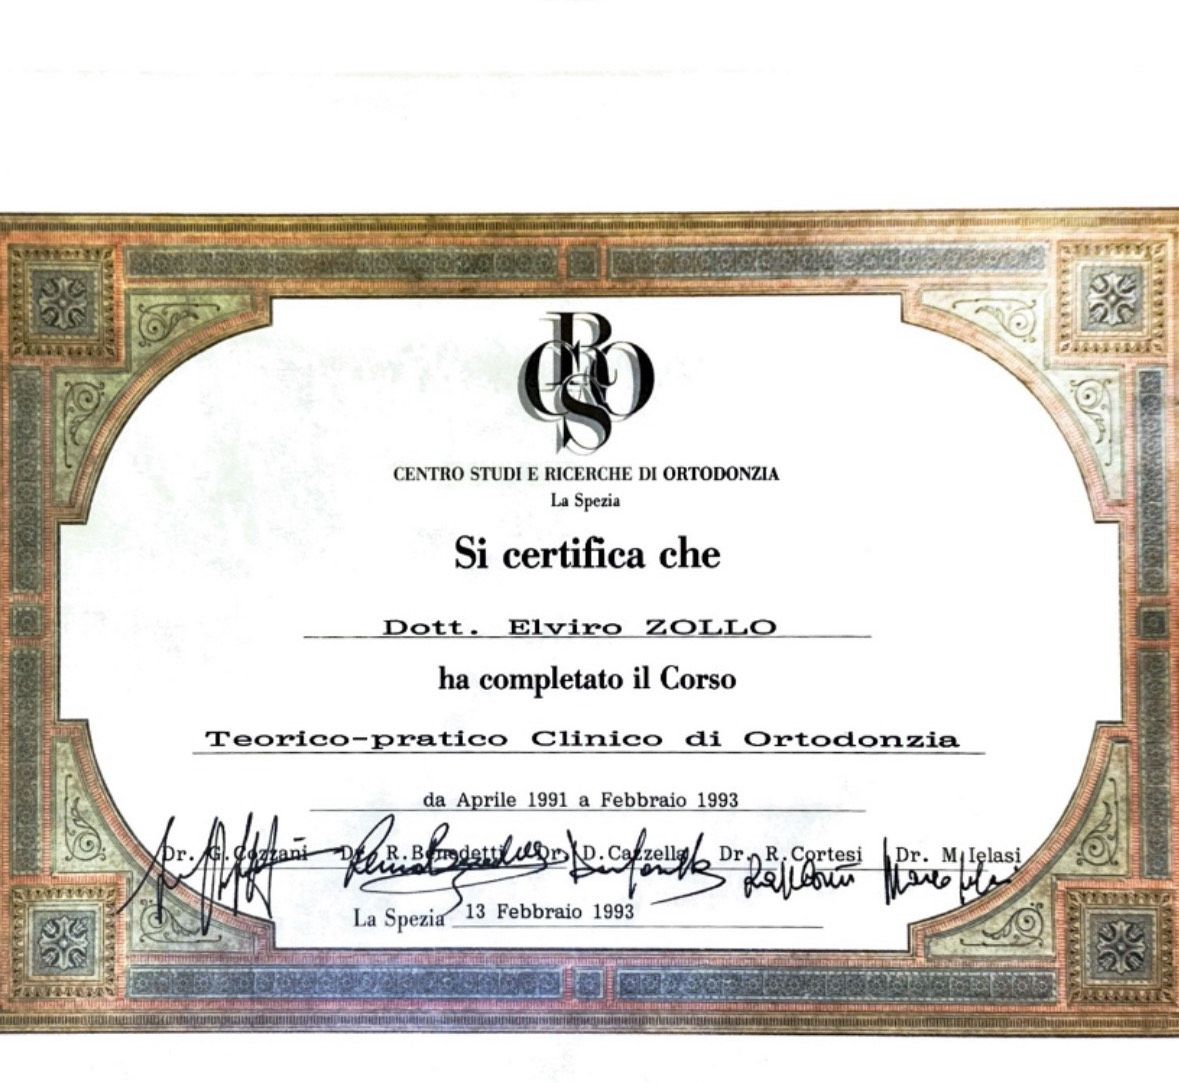 CENTRO STUDI E RICERCHE DI ORTODONZIA
La Spezia
Si certifica che
Dott. Elviro ZOLLO
ha completato il Corso
Teorico-pratico Clinico di Ortodonzia
da Aprile 1991 a Febbraio 1993
Dr. G. Cozzani Dr. R. Benedetti Dr. D. Cazzella Dr. R. Cortesi Dr. M. Ielasi
La Spezia 13 Febbraio 1993